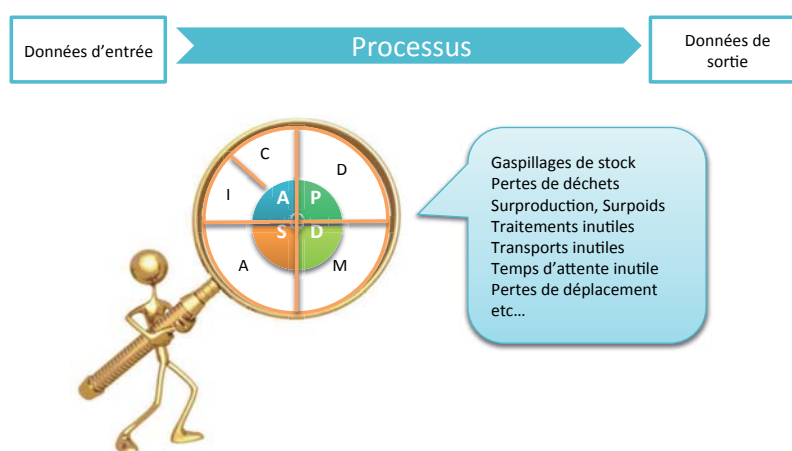 Données d'entrée
Processus
Données de
sortie
C
D
I
A P
S D
A
M
Gaspillages de stock
Pertes de déchets
Surproduction, Surpoids
Traitements inutiles
Transports inutiles
Temps d'attente inutile
Pertes de déplacement
etc...